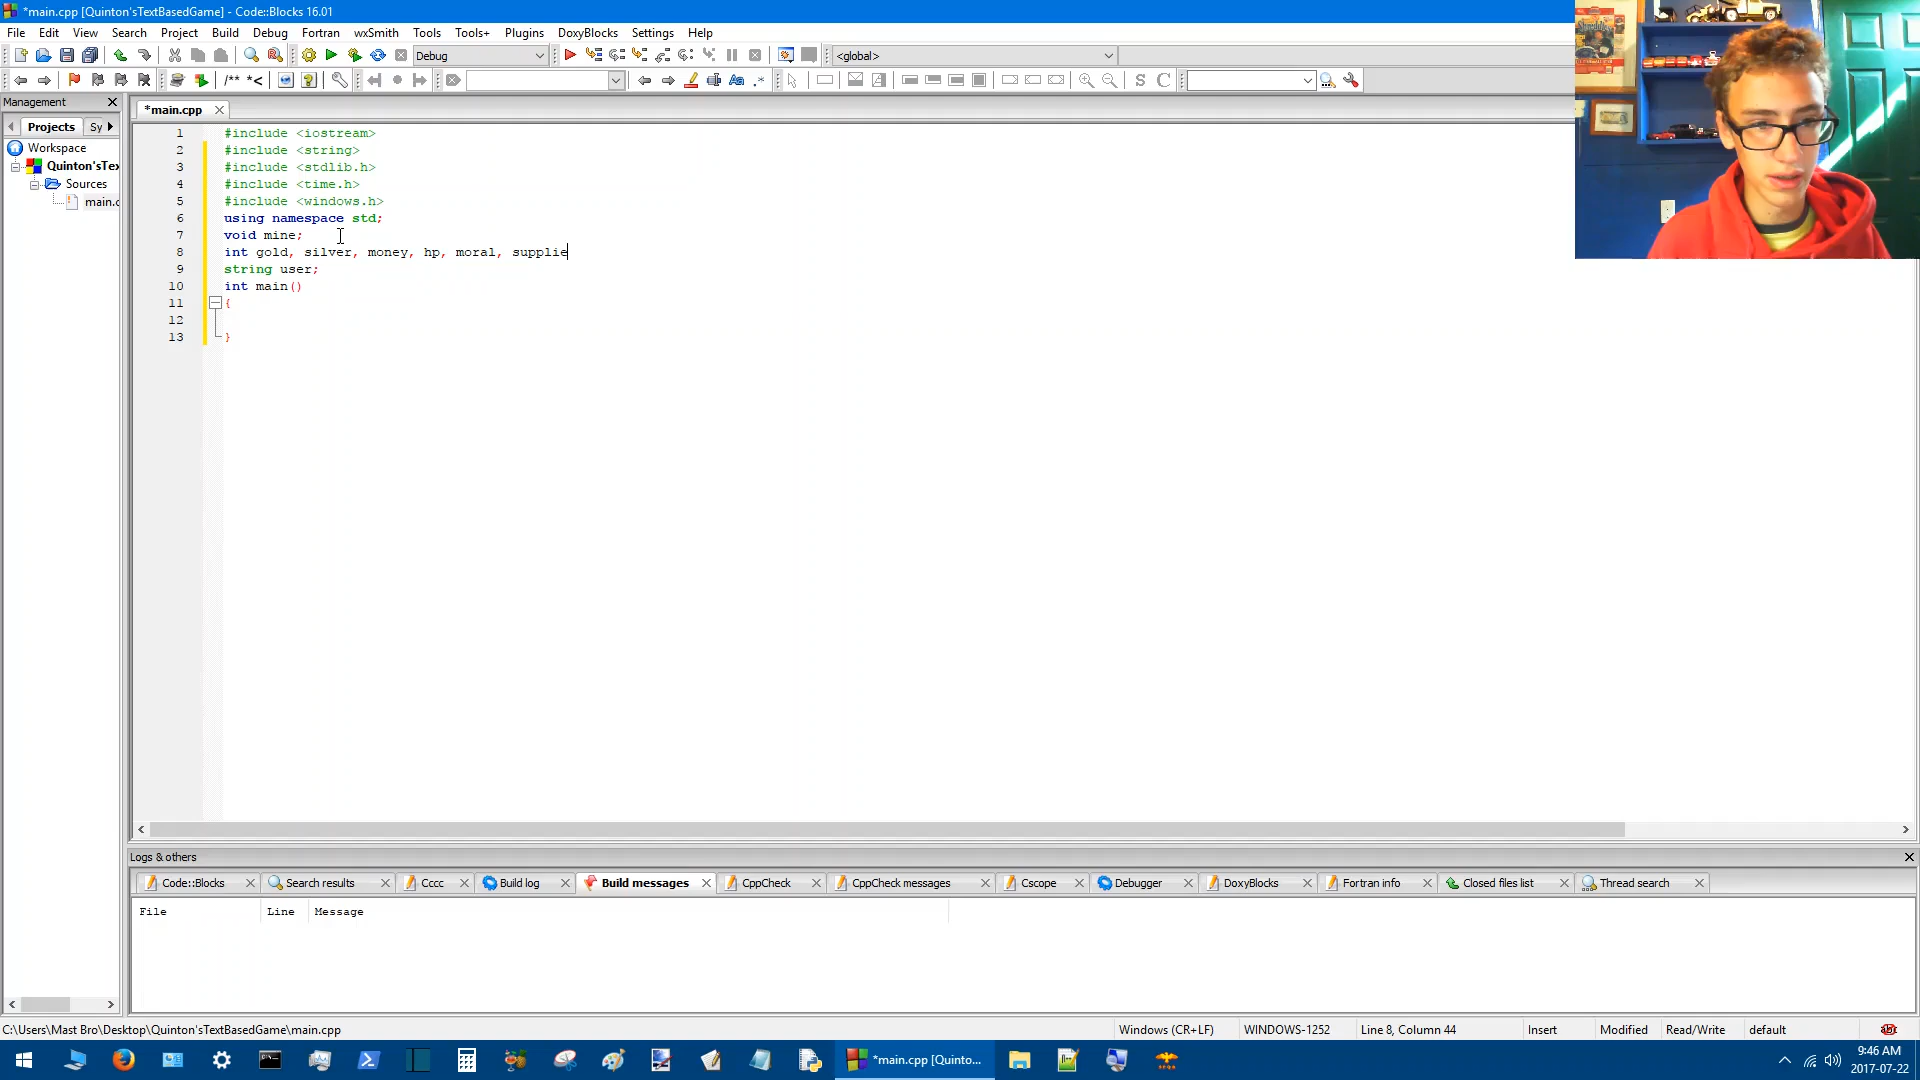 *main.cpp [Quinton'sTextBasedGame] - Code::Blocks 16.01
File Edit View Search Project Build Debug Fortran wxSmith Tools Tools+ Plugins DoxyBlocks Settings Help
Debug <global>
/** *<
Management
Projects Sy
*main.cpp
Workspace
Quinton'sTex
Sources
main.c
1 #include <iostream>
2 #include <string>
3 #include <stdlib.h>
4 #include <time.h>
5 #include <windows.h>
6 using namespace std;
7 void mine;
8 int gold, silver, money, hp, moral, supplie
9 string user;
10 int main()
11 {
12
13 }
Logs & others
Code::Blocks Search results Cccc Build log Build messages CppCheck CppCheck messages Cscope Debugger DoxyBlocks Fortran info Closed files list Thread search
File Line Message
C:\Users\Mast Bro\Desktop\Quinton'sTextBasedGame\main.cpp Windows (CR+LF) WINDOWS-1252 Line 8, Column 44 Insert Modified Read/Write default
*main.cpp [Quinto...
9:46 AM
2017-07-22